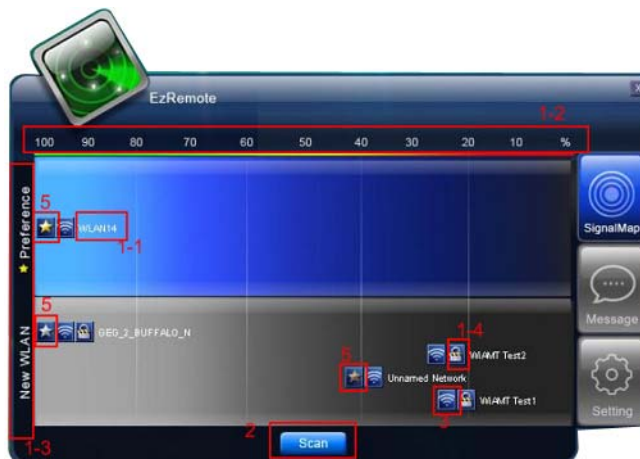 EzRemote
X
1-2
100 90 80 70 60 50 40 30 20 10 %
Preference
5
WLAN14
1-1
SignalMap
New WLAN
5
GEG_2_BUFFALO_N
1-4
WIAMT Test2
5
Unnamed Network
WIAMT Test1
3
Message
Setting
2
Scan
1-3